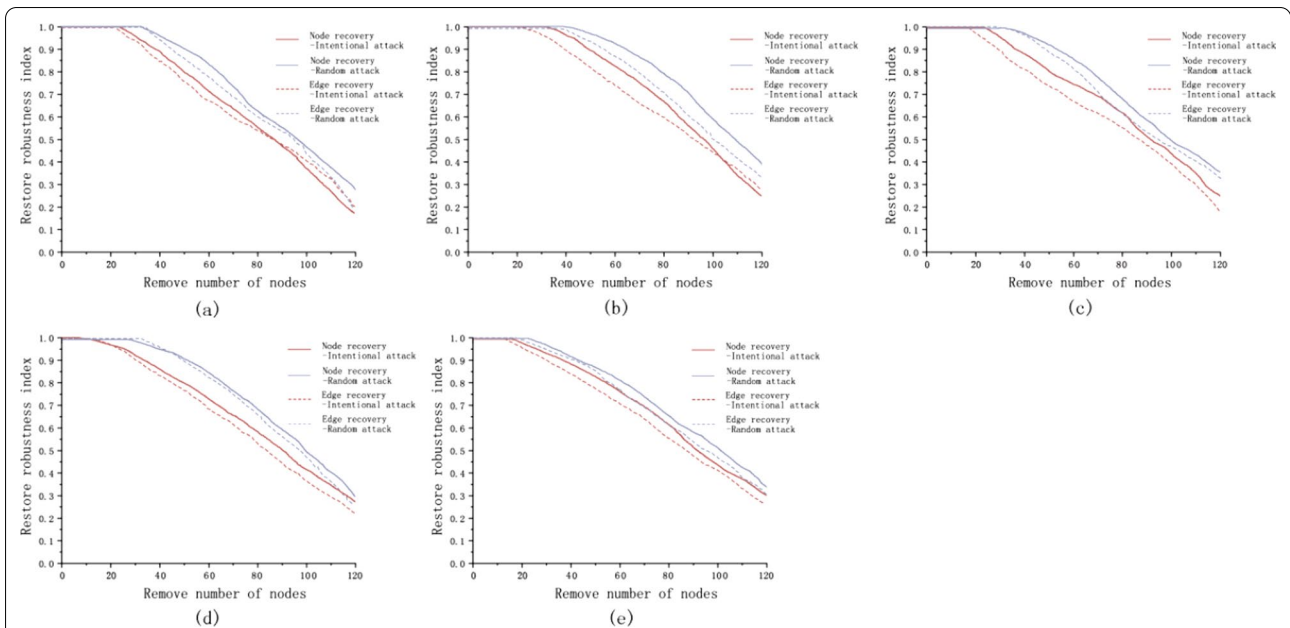 1.0
0.9
0.8
0.7
0.6
0.5
0.4
0.3
0.2
0.1
0.0
Restore robustness index
0 20 40 60 80 100 120
Remove number of nodes
Node recovery
-Intentional attack
Node recovery
-Random attack
Edge recovery
-Intentional attack
Edge recovery
-Random attack
(a)
1.0
0.9
0.8
0.7
0.6
0.5
0.4
0.3
0.2
0.1
0.0
Restore robustness index
0 20 40 60 80 100 120
Remove number of nodes
Node recovery
-Intentional attack
Node recovery
-Random attack
Edge recovery
-Intentional attack
Edge recovery
-Random attack
(b)
1.0
0.9
0.8
0.7
0.6
0.5
0.4
0.3
0.2
0.1
0.0
Restore robustness index
0 20 40 60 80 100 120
Remove number of nodes
Node recovery
-Intentional attack
Node recovery
-Random attack
Edge recovery
-Intentional attack
Edge recovery
-Random attack
(c)
1.0
0.9
0.8
0.7
0.6
0.5
0.4
0.3
0.2
0.1
0.0
Restore robustness index
0 20 40 60 80 100 120
Remove number of nodes
Node recovery
-Intentional attack
Node recovery
-Random attack
Edge recovery
-Intentional attack
Edge recovery
-Random attack
(d)
1.0
0.9
0.8
0.7
0.6
0.5
0.4
0.3
0.2
0.1
0.0
Restore robustness index
0 20 40 60 80 100 120
Remove number of nodes
Node recovery
-Intentional attack
Node recovery
-Random attack
Edge recovery
-Intentional attack
Edge recovery
-Random attack
(e)